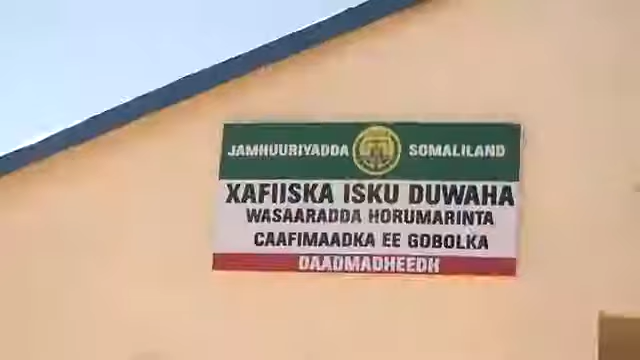 JAMHUURIYADDA SOMALILAND
XAFIISKA ISKU DUWAHA
WASAARADDA HORUMARINTA
CAAFIMAADKA EE GOBOLKA
DAADMADHEEDH